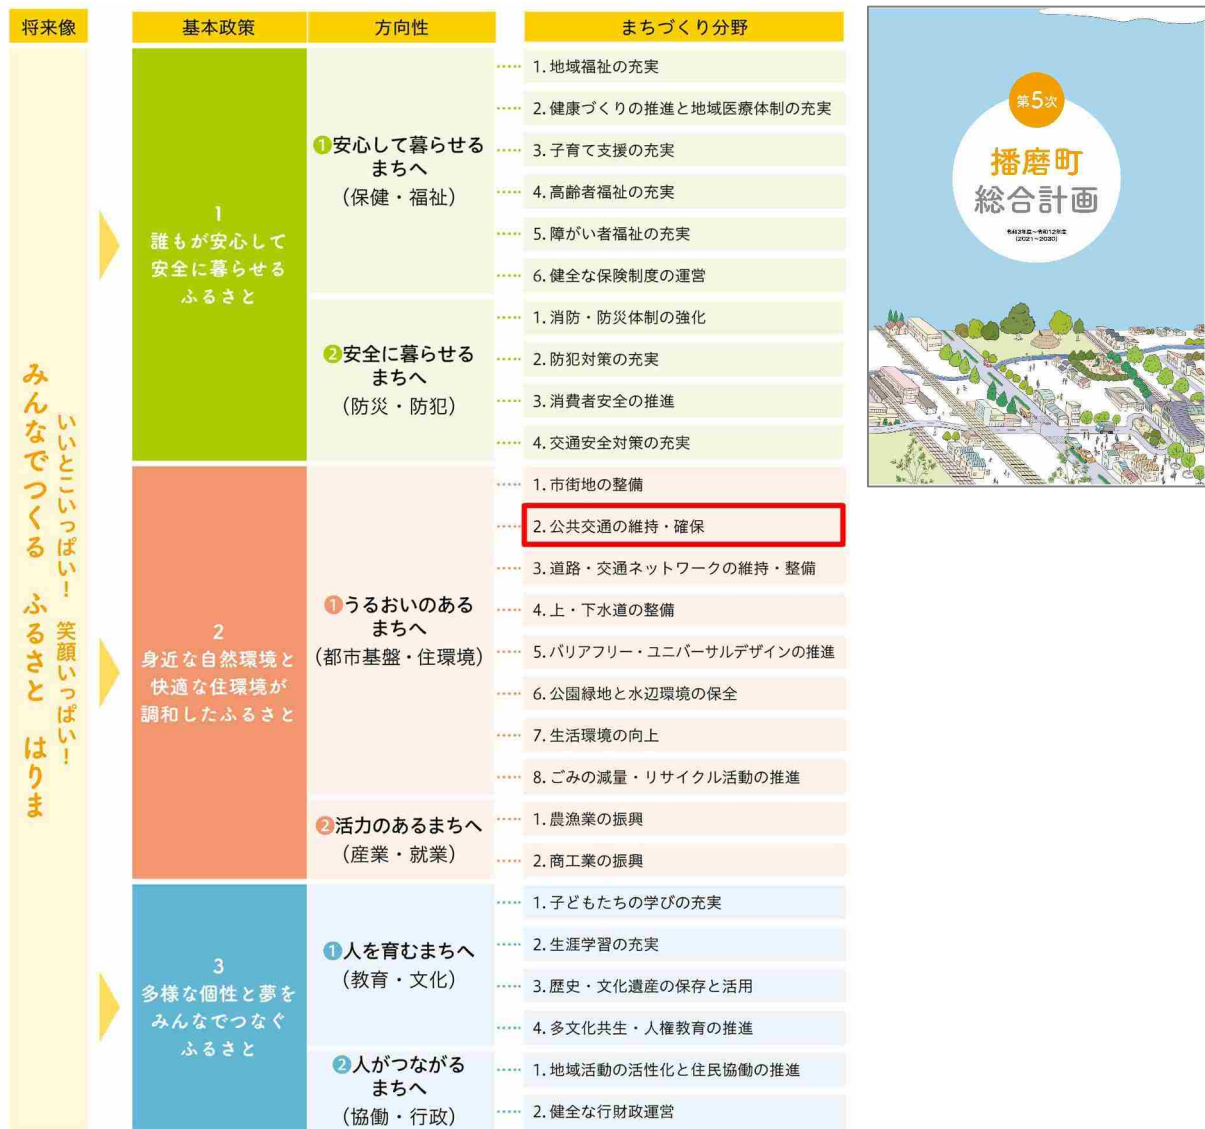 将来像
基本政策
方向性
まちづくり分野
いいとこいっぱい! 笑顔いっぱい!
みんなでつくる ふるさと はりま
1
誰もが安心して
安全に暮らせる
ふるさと
❶安心して暮らせる
まちへ
(保健・福祉)
1.地域福祉の充実
2.健康づくりの推進と地域医療体制の充実
3.子育て支援の充実
4.高齢者福祉の充実
5.障がい者福祉の充実
6.健全な保険制度の運営
❷安全に暮らせる
まちへ
(防災・防犯)
1.消防・防災体制の強化
2.防犯対策の充実
3.消費者安全の推進
4.交通安全対策の充実
2
身近な自然環境と
快適な住環境が
調和したふるさと
❶うるおいのある
まちへ
(都市基盤・住環境)
1.市街地の整備
2.公共交通の維持・確保
3.道路・交通ネットワークの維持・整備
4.上・下水道の整備
5.バリアフリー・ユニバーサルデザインの推進
6.公園緑地と水辺環境の保全
7.生活環境の向上
8.ごみの減量・リサイクル活動の推進
❷活力のあるまちへ
(産業・就業)
1.農漁業の振興
2.商工業の振興
3
多様な個性と夢を
みんなでつなぐ
ふるさと
❶人を育むまちへ
(教育・文化)
1.子どもたちの学びの充実
2.生涯学習の充実
3.歴史・文化遺産の保存と活用
4.多文化共生・人権教育の推進
❷人がつながる
まちへ
(協働・行政)
1.地域活動の活性化と住民協働の推進
2.健全な行財政運営
第5次
播磨町
総合計画
令和3年度~令和12年度
(2021~2030)